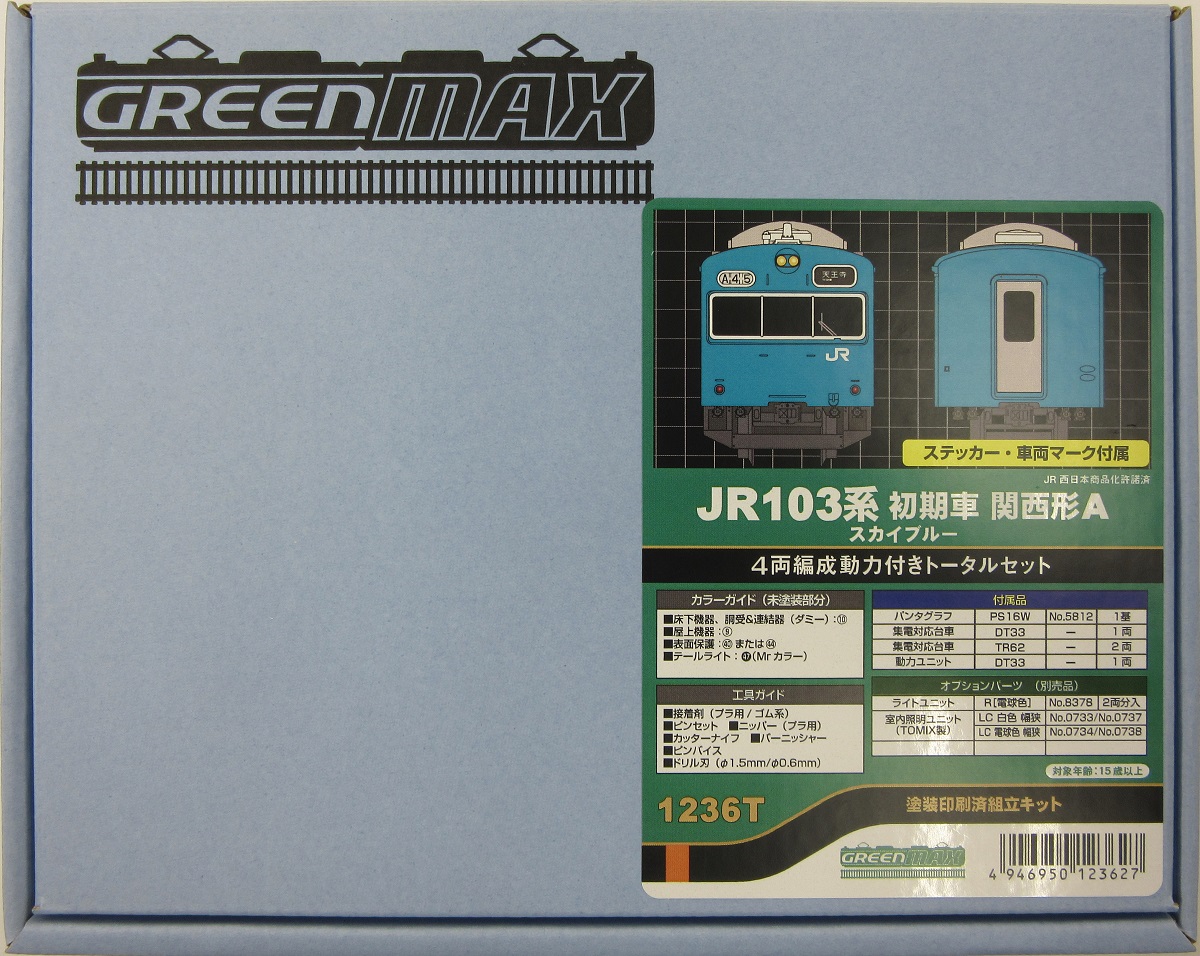 GREENMAX
A 45
天王寺
JR
ステッカー・車両マーク付属
JR西日本商品化許諾済
JR103系 初期車 関西形A
スカイブルー
4両編成動力付きトータルセット
カラーガイド (未塗装部分)
■床下機器、胴受&連結器(ダミー):⑩
■屋上機器:⑨
■表面保護:㊵または㊹
■テールライト:㊼(Mrカラー)
工具ガイド
■接着剤(プラ用/ゴム系)
■ピンセット ■ニッパー(プラ用)
■カッターナイフ ■バーニッシャー
■ピンバイス
■ドリル刃(φ1.5mm/φ0.6mm)
付属品
パンタグラフ PS16W No.5812 1基
集電対応台車 DT33 ー 1両
集電対応台車 TR62 ー 2両
動力ユニット DT33 ー 1両
オプションパーツ (別売品)
ライトユニット R[電球色] No.8378 2両分入
室内照明ユニット(TOMIX製) LC 白色 幅狭 No.0733/No.0737
LC 電球色 幅狭 No.0734/No.0738
対象年齢:15歳以上
1236T
塗装印刷済組立キット
GREENMAX
4 946950 123627